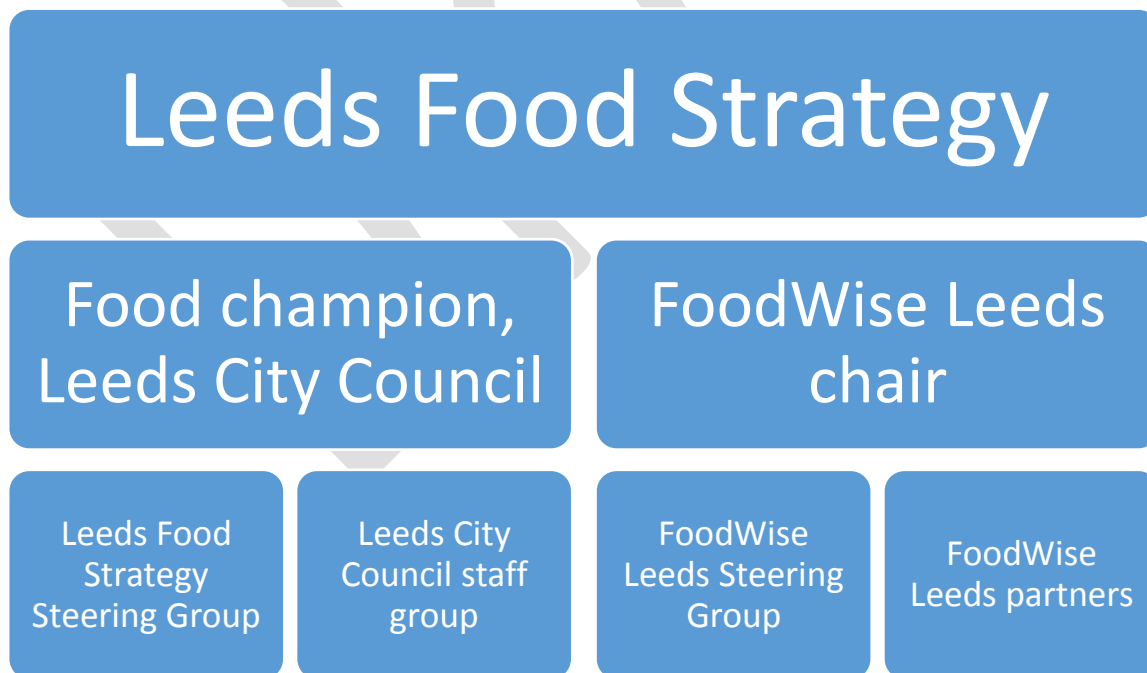 Leeds Food Strategy
Food champion,
Leeds City Council
FoodWise Leeds
chair
Leeds Food
Strategy
Steering Group
Leeds City
Council staff
group
FoodWise
Leeds Steering
Group
FoodWise
Leeds partners